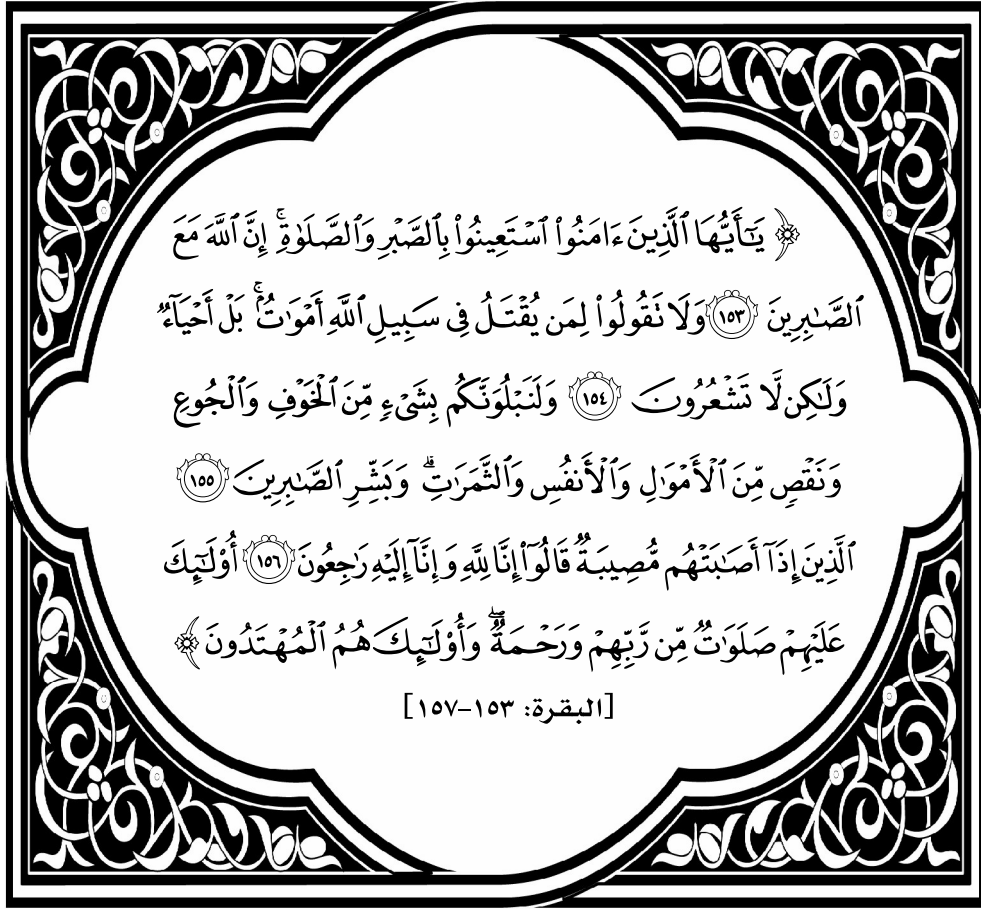 ﴿ يَـٰٓأَيُّهَا ٱلَّذِينَ ءَامَنُوا۟ ٱسْتَعِينُوا۟ بِٱلصَّبْرِ وَٱلصَّلَوٰةِ ۚ إِنَّ ٱللَّهَ مَعَ
ٱلصَّـٰبِرِينَ ١٥٣ وَلَا تَقُولُوا۟ لِمَن يُقْتَلُ فِى سَبِيلِ ٱللَّهِ أَمْوَٰتٌۢ ۚ بَلْ أَحْيَآءٌ
وَلَـٰكِن لَّا تَشْعُرُونَ ١٥٤ وَلَنَبْلُوَنَّكُم بِشَىْءٍ مِّنَ ٱلْخَوْفِ وَٱلْجُوعِ
وَنَقْصٍ مِّنَ ٱلْأَمْوَٰلِ وَٱلْأَنفُسِ وَٱلثَّمَرَٰتِ ۗ وَبَشِّرِ ٱلصَّـٰبِرِينَ ١٥٥
ٱلَّذِينَ إِذَآ أَصَـٰبَتْهُم مُّصِيبَةٌ قَالُوٓا۟ إِنَّا لِلَّهِ وَإِنَّآ إِلَيْهِ رَٰجِعُونَ ١٥٦ أُو۟لَـٰٓئِكَ
عَلَيْهِمْ صَلَوَٰتٌ مِّن رَّبِّهِمْ وَرَحْمَةٌ ۖ وَأُو۟لَـٰٓئِكَ هُمُ ٱلْمُهْتَدُونَ ﴾
[البقرة: ١٥٣-١٥٧]